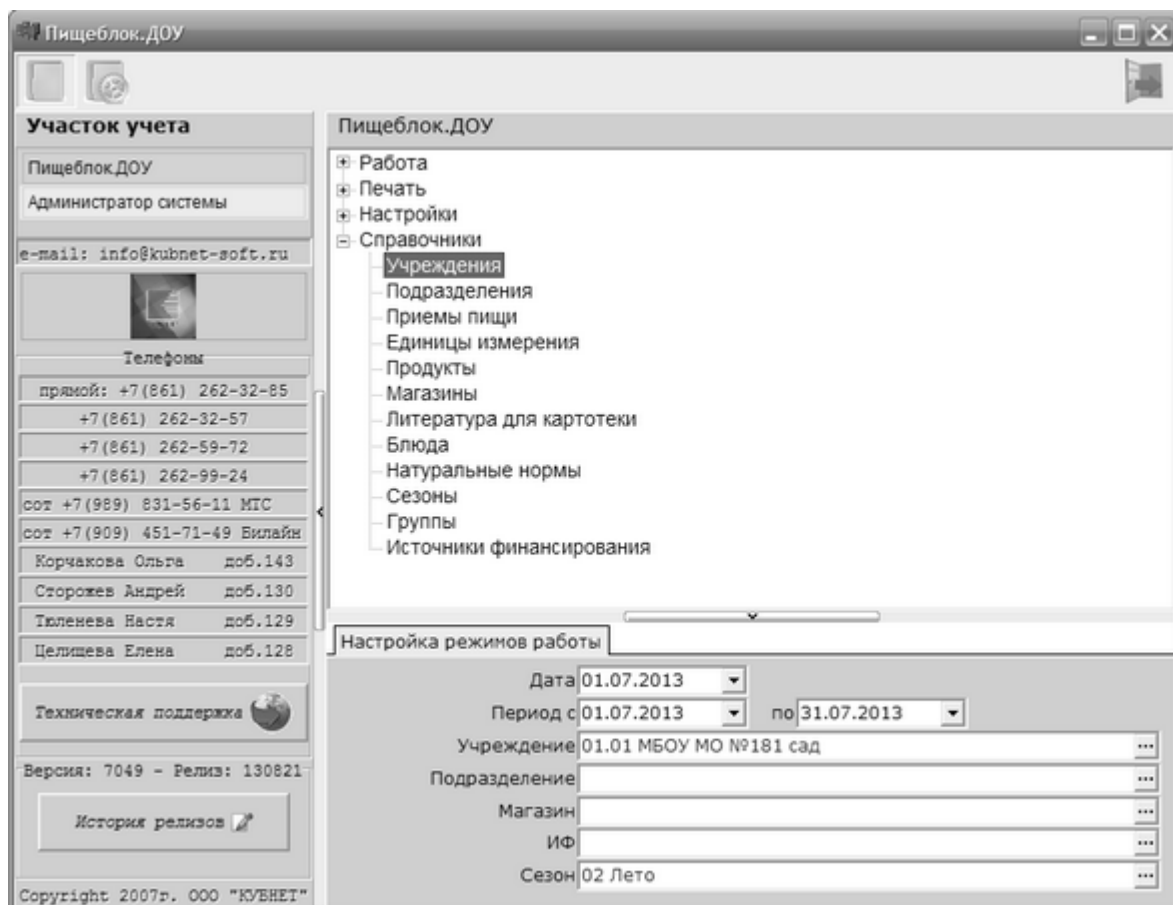 Пищеблок.ДОУ
Участок учета
Пищеблок.ДОУ
Администратор системы
e-mail: info@kubnet-soft.ru
Телефоны
прямой: +7(861) 262-32-85
+7(861) 262-32-57
+7(861) 262-59-72
+7(861) 262-99-24
сот +7(989) 831-56-11 МТС
сот +7(909) 451-71-49 Билайн
Корчакова Ольга доб.143
Сторожев Андрей доб.130
Тюленева Настя доб.129
Целищева Елена доб.128
Техническая поддержка
Версия: 7049 - Релиз: 130821
История релизов
Copyright 2007г. ООО "КУБНЕТ"
Пищеблок.ДОУ
Работа
Печать
Настройки
Справочники
Учреждения
Подразделения
Приемы пищи
Единицы измерения
Продукты
Магазины
Литература для картотеки
Блюда
Натуральные нормы
Сезоны
Группы
Источники финансирования
Настройка режимов работы
Дата 01.07.2013
Период с 01.07.2013 по 31.07.2013
Учреждение 01.01 МБОУ МО №181 сад
Подразделение
Магазин
ИФ
Сезон 02 Лето